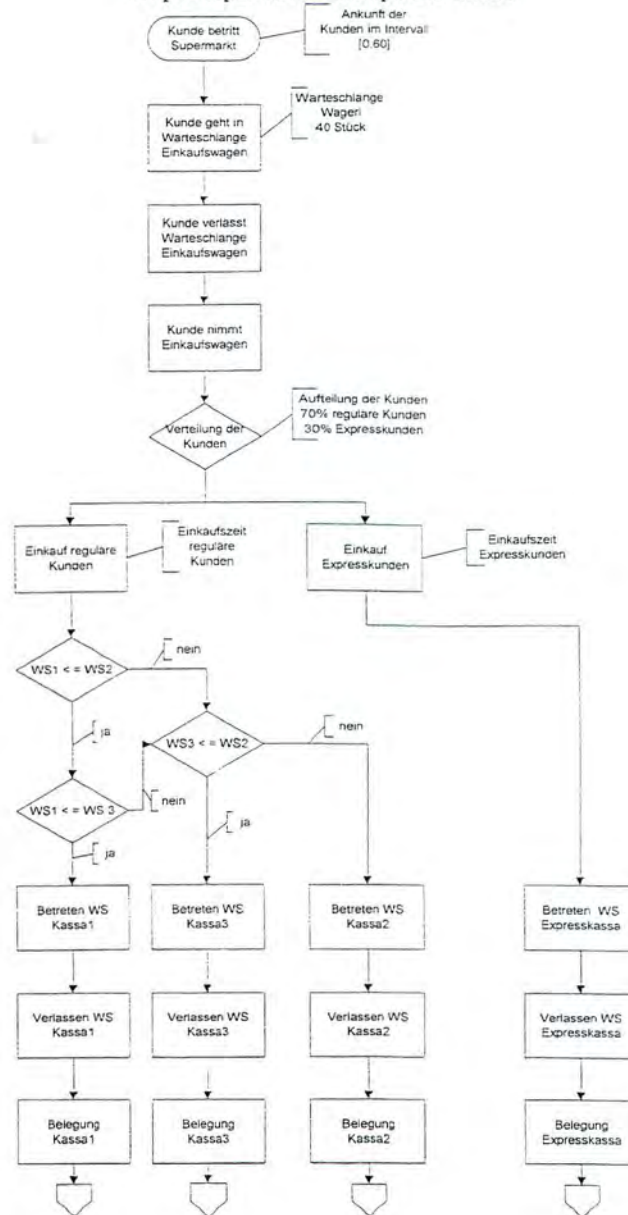 Kunde betritt
Supermarkt
Ankunft der
Kunden im Intervall
[0.60]
Kunde geht in
Warteschlange
Einkaufswagen
Warteschlange
Wagerl
40 Stück
Kunde verlasst
Warteschlange
Einkaufswagen
Kunde nimmt
Einkaufswagen
Verteilung der
Kunden
Aufteilung der Kunden
70% regulare Kunden
30% Expresskunden
Einkauf regulare
Kunden
Einkaufszeit
regulare
Kunden
Einkauf
Expresskunden
Einkaufszeit
Expresskunden
WS1 <= WS2
nein
ja
WS3 <= WS2
nein
WS1 <= WS 3
nein
ja
ja
Betreten WS
Kassa1
Betreten WS
Kassa3
Betreten WS
Kassa2
Betreten WS
Expresskassa
Verlassen WS
Kassa1
Verlassen WS
Kassa3
Verlassen WS
Kassa2
Verlassen WS
Expresskassa
Belegung
Kassa1
Belegung
Kassa3
Belegung
Kassa2
Belegung
Expresskassa